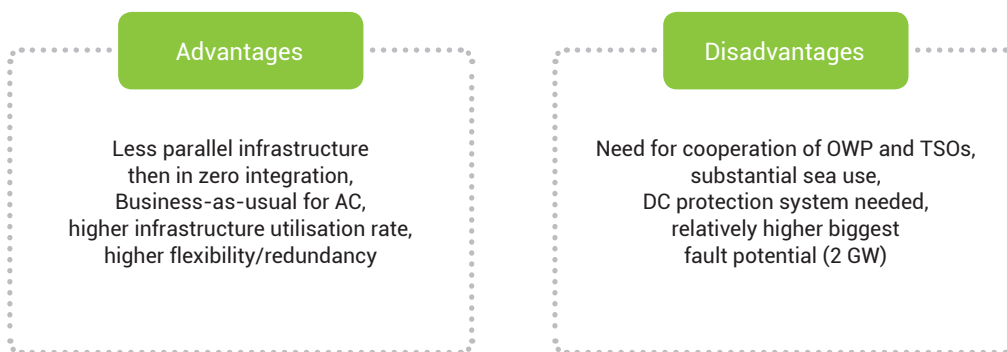 Advantages
Less parallel infrastructure
then in zero integration,
Business-as-usual for AC,
higher infrastructure utilisation rate,
higher flexibility/redundancy
Disadvantages
Need for cooperation of OWP and TSOs,
substantial sea use,
DC protection system needed,
relatively higher biggest
fault potential (2 GW)